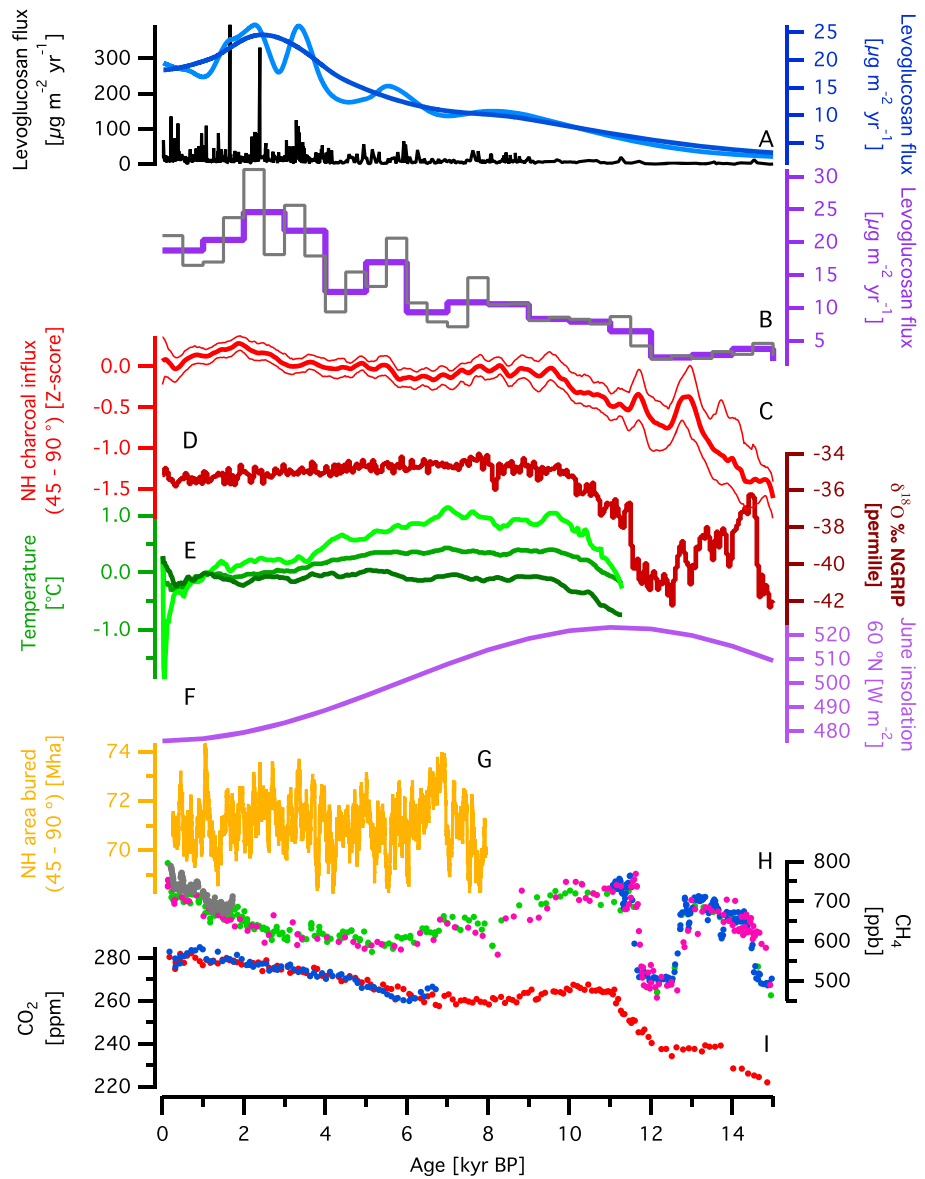 Levoglucosan flux
[µg m⁻² yr⁻¹]
300
200
100
0
25
20
15
10
5
Levoglucosan flux
[µg m⁻² yr⁻¹]
A
30
25
20
15
10
5
Levoglucosan flux
[µg m⁻² yr⁻¹]
B
NH charcoal influx
(45 - 90 °) [Z-score]
0.0
-0.5
-1.0
-1.5
C
D
-34
-36
-38
-40
-42
δ¹⁸O ‰ NGRIP
[permille]
Temperature
[°C]
1.0
0.0
-1.0
E
520
510
500
490
480
June insolation
60 °N [W m⁻²]
F
NH area bured
(45 - 90 °) [Mha]
74
72
70
G
H
800
700
600
500
CH₄
[ppb]
CO₂
[ppm]
280
260
240
220
I
0 2 4 6 8 10 12 14
Age [kyr BP]